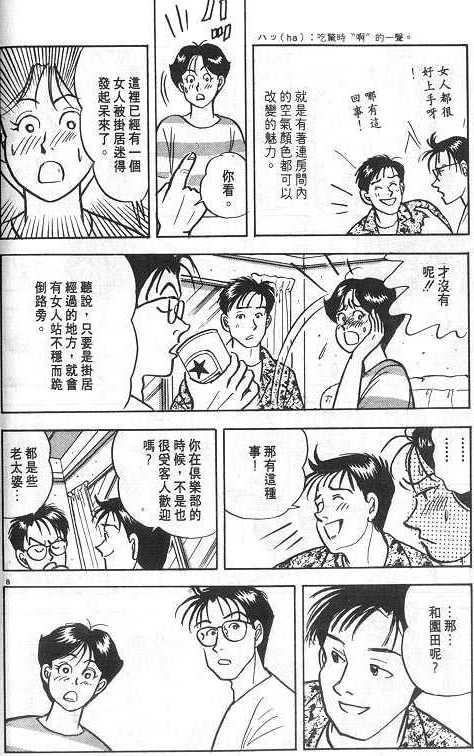 ハッ(ha)：吃驚時"啊"的一聲。
女人都很
好上手呀
哪有這
回事！
就是有著連房間內
的空氣顏色都可以
改變的魅力。
你看。
這裡已經有一個
女人被掛居迷得
發起呆來了。
才沒有
呢!!
聽說，只要是掛居
經過的地方，就會
有女人站不穩而跪
倒路旁。
那有這種
事！
你在俱樂部的
時候，不是也
很受客人歡迎
嗎？
都是些
老太婆…
…那…
和園田呢？
8